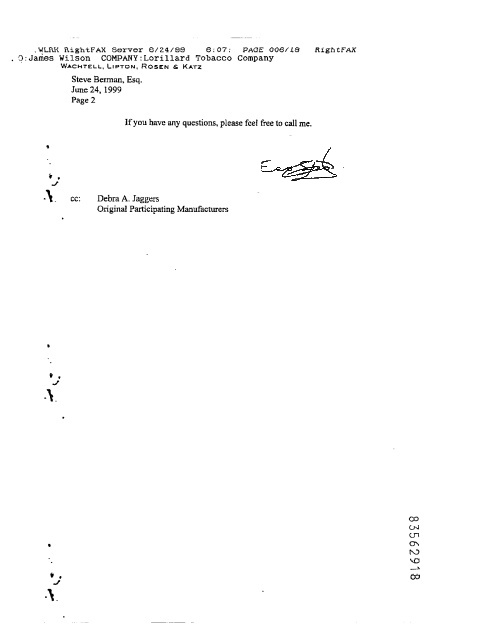 .WLRK RightFAX Server 6/24/99 6:07: PAGE 006/18 RightFAX
. O:James Wilson COMPANY:Lorillard Tobacco Company
WACHTELL, LIPTON, ROSEN & KATZ
Steve Berman, Esq.
June 24, 1999
Page 2
If you have any questions, please feel free to call me.
cc: Debra A. Jaggers
Original Participating Manufacturers
83562918